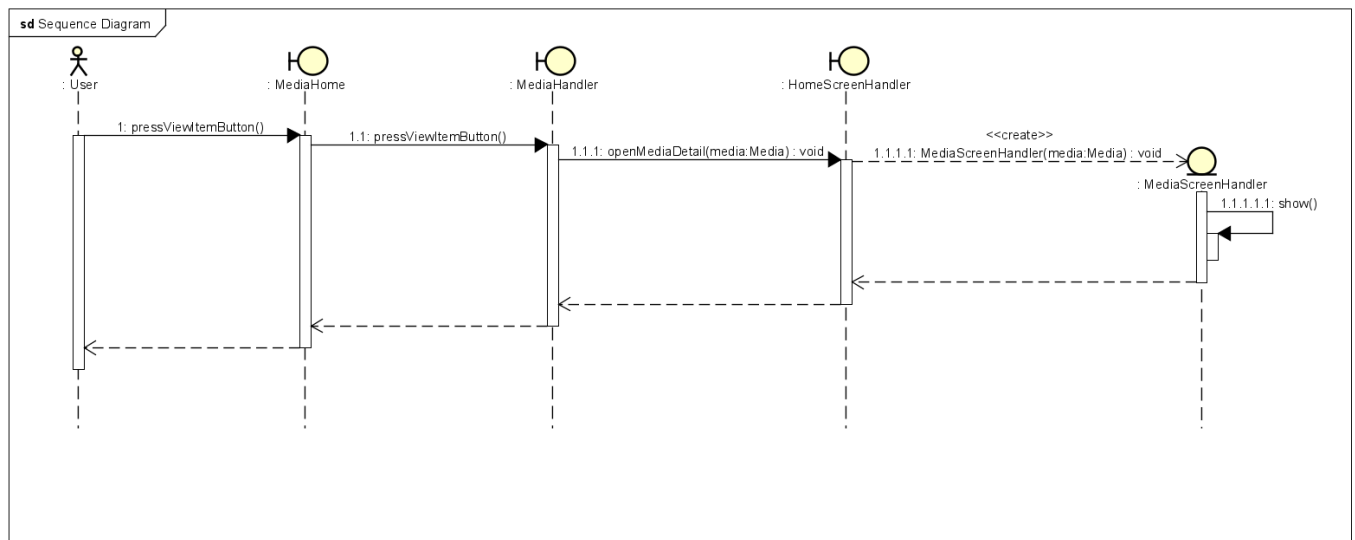 sd Sequence Diagram
: User
: MediaHome
: MediaHandler
: HomeScreenHandler
1: pressViewItemButton()
1.1: pressViewItemButton()
1.1.1: openMediaDetail(media:Media) : void
<<create>>
1.1.1.1: MediaScreenHandler(media:Media) : void
: MediaScreenHandler
1.1.1.1.1: show()